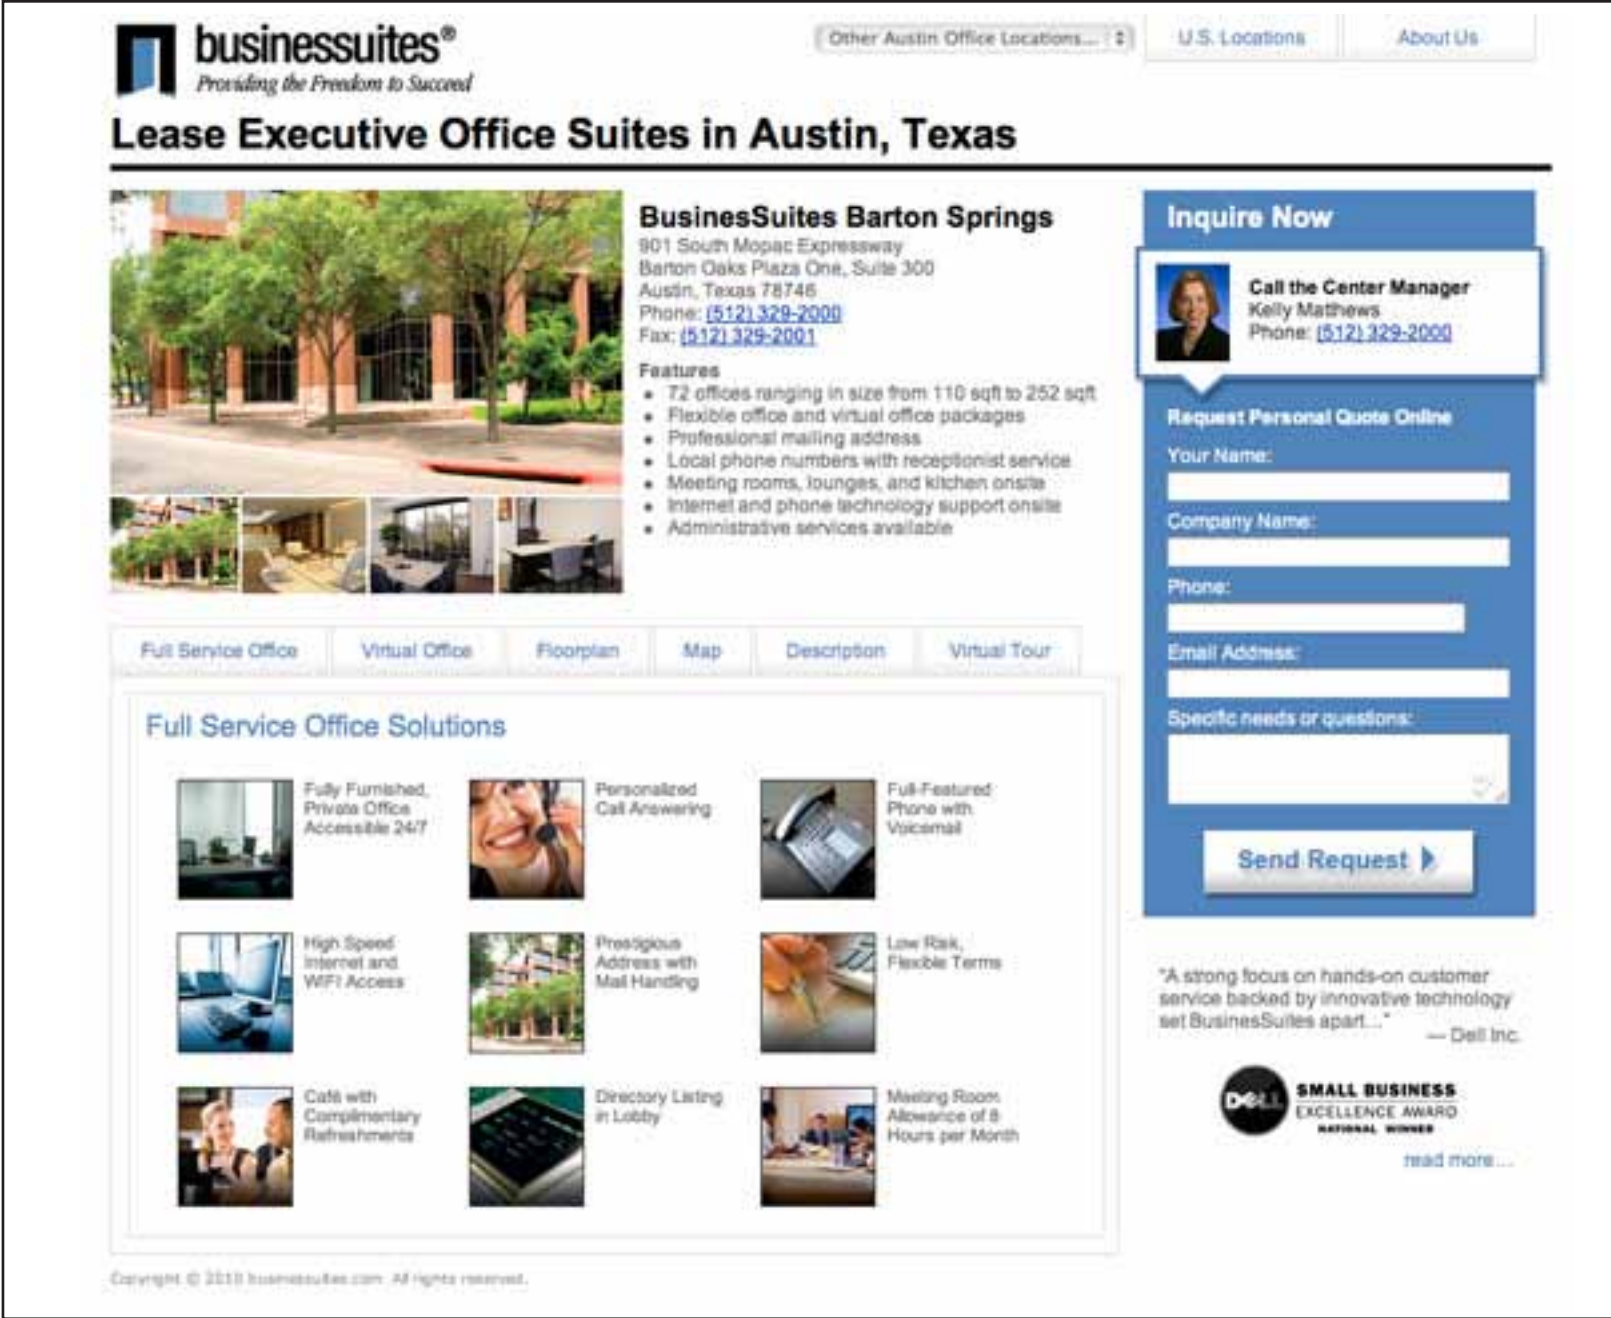 businessuites®
Providing the Freedom to Succeed
Other Austin Office Locations...
U.S. Locations
About Us
Lease Executive Office Suites in Austin, Texas
BusinesSuites Barton Springs
901 South Mopac Expressway
Barton Oaks Plaza One, Suite 300
Austin, Texas 78746
Phone: (512) 329-2000
Fax: (512) 329-2001
Features
• 72 offices ranging in size from 110 sqft to 252 sqft
• Flexible office and virtual office packages
• Professional mailing address
• Local phone numbers with receptionist service
• Meeting rooms, lounges, and kitchen onsite
• Internet and phone technology support onsite
• Administrative services available
Inquire Now
Call the Center Manager
Kelly Matthews
Phone: (512) 329-2000
Request Personal Quote Online
Your Name:
Company Name:
Phone:
Email Address:
Specific needs or questions:
Send Request
Full Service Office
Virtual Office
Floorplan
Map
Description
Virtual Tour
Full Service Office Solutions
Fully Furnished,
Private Office
Accessible 24/7
Personalized
Call Answering
Full-Featured
Phone with
Voicemail
High Speed
Internet and
WIFI Access
Prestigious
Address with
Mail Handling
Low Risk,
Flexible Terms
Café with
Complimentary
Refreshments
Directory Listing
in Lobby
Meeting Room
Allowance of 8
Hours per Month
"A strong focus on hands-on customer
service backed by innovative technology
set BusinesSuites apart..."
— Dell Inc.
DELL
SMALL BUSINESS
EXCELLENCE AWARD
NATIONAL WINNER
read more...
Copyright © 2010 businessuites.com. All rights reserved.